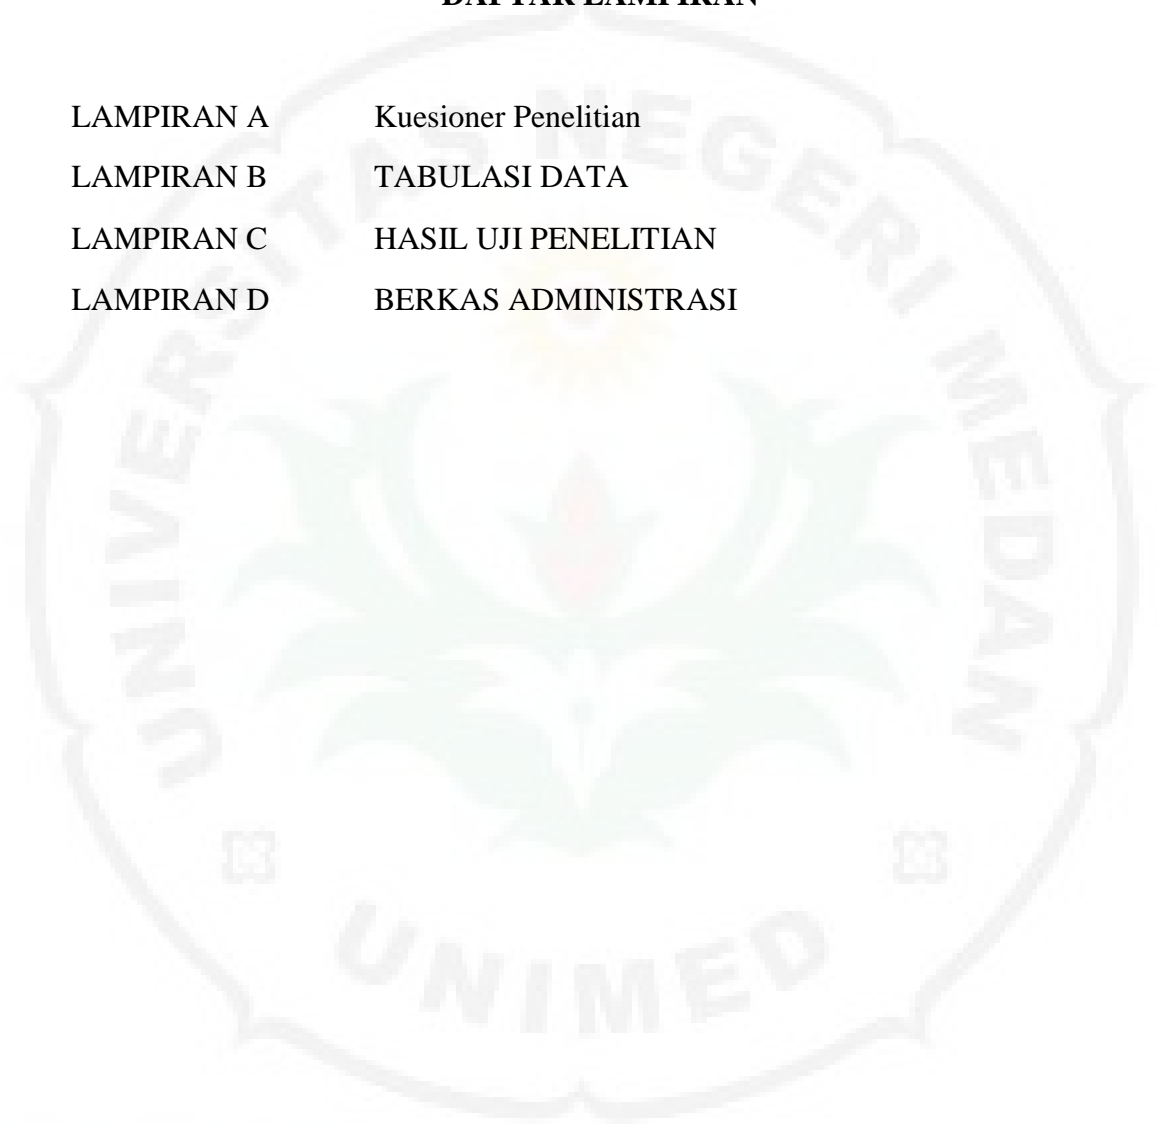 DAFTAR LAMPIRAN
LAMPIRAN A Kuesioner Penelitian
LAMPIRAN B TABULASI DATA
LAMPIRAN C HASIL UJI PENELITIAN
LAMPIRAN D BERKAS ADMINISTRASI
UNIVERSITAS NEGERI MEDAN
UNIMED